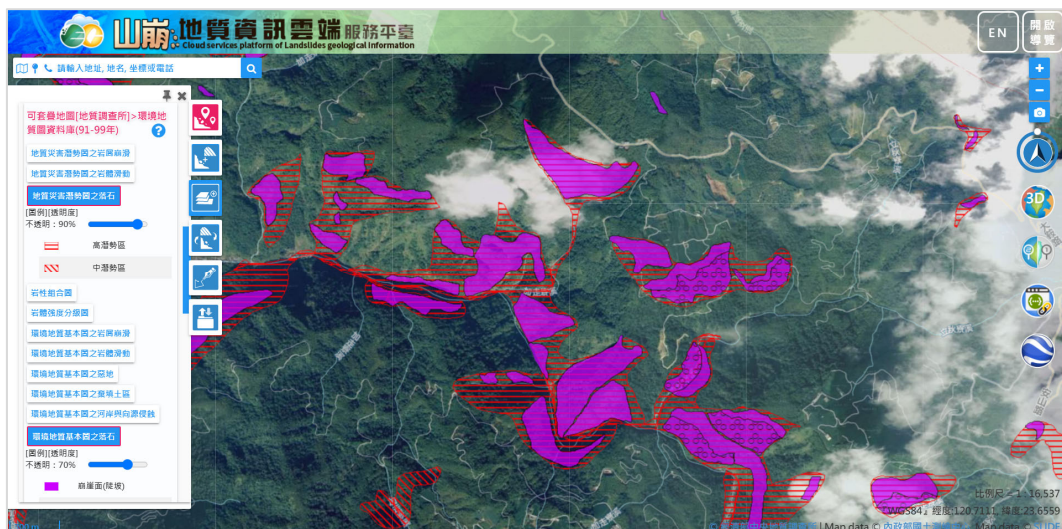 山崩地質資訊雲端服務平臺
Cloud services platform of Landslides geological Information
EN
開啟
導覽
請輸入地址, 地名, 坐標或電話
可套疊地圖[地質調查所]>環境地
質圖資料庫(91-99年)
地質災害潛勢圖之岩屑崩滑
地質災害潛勢圖之岩體滑動
地質災害潛勢圖之落石
[圖例][透明度]
不透明：90%
高潛勢區
中潛勢區
岩性組合圖
岩體強度分級圖
環境地質基本圖之岩屑崩滑
環境地質基本圖之岩體滑動
環境地質基本圖之惡地
環境地質基本圖之棄填土區
環境地質基本圖之河岸與向源侵蝕
環境地質基本圖之落石
[圖例][透明度]
不透明：70%
崩崖面(陡坡)
3D
比例尺 = 1 : 16,537
『WGS84』經度:120.7111, 緯度:23.6559
| Map data © 內政部國土
Map data ©